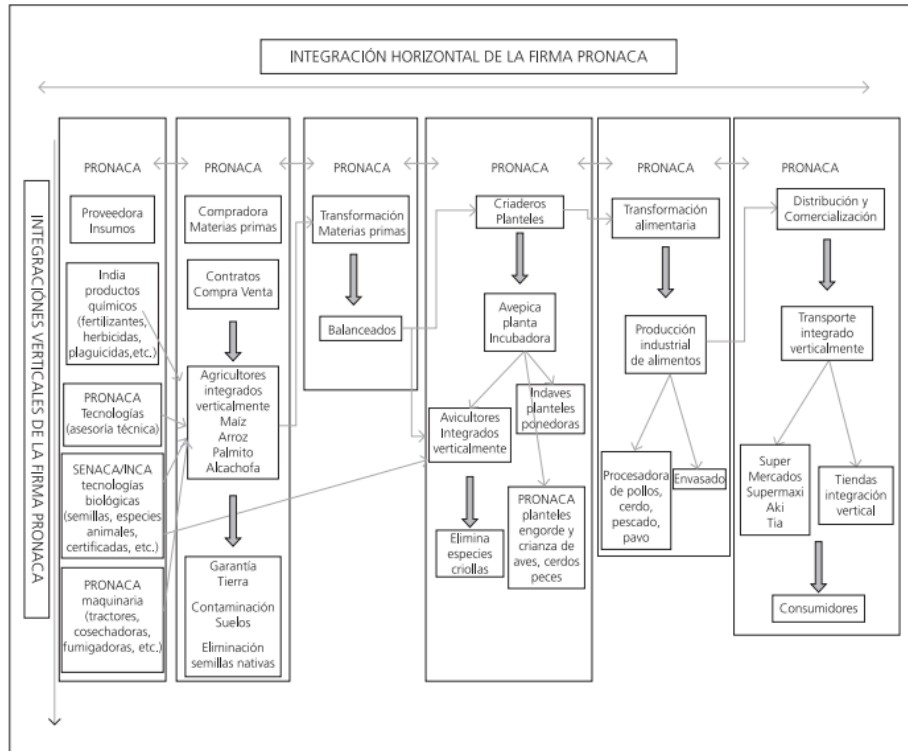 INTEGRACIÓN HORIZONTAL DE LA FIRMA PRONACA
INTEGRACIÓNES VERTICALES DE LA FIRMA PRONACA
PRONACA
Proveedora
Insumos
India
productos
químicos
(fertilizantes,
herbicidas,
plaguicidas,etc.)
PRONACA
Tecnologías
(asesoría técnica)
SENACA/INCA
tecnologías
biológicas
(semillas, especies
animales,
certificadas, etc.)
PRONACA
maquinaria
(tractores,
cosechadoras,
fumigadoras, etc.)
PRONACA
Compradora
Materias primas
Contratos
Compra Venta
Agricultores
integrados
verticalmente
Maíz
Arroz
Palmito
Alcachofa
Garantía
Tierra
Contaminación
Suelos
Eliminación
semillas nativas
PRONACA
Transformación
Materias primas
Balanceados
PRONACA
Criaderos
Planteles
Avepica
planta
Incubadora
Avicultores
Integrados
verticalmente
Indaves
planteles
ponedoras
Elimina
especies
criollas
PRONACA
planteles
engorde y
crianza de
aves, cerdos
peces
PRONACA
Transformación
alimentaria
Producción
industrial
de alimentos
Procesadora
de pollos,
cerdo,
pescado,
pavo
Envasado
PRONACA
Distribución y
Comercialización
Transporte
integrado
verticalmente
Super
Mercados
Supermaxi
Aki
Tia
Tiendas
integración
vertical
Consumidores